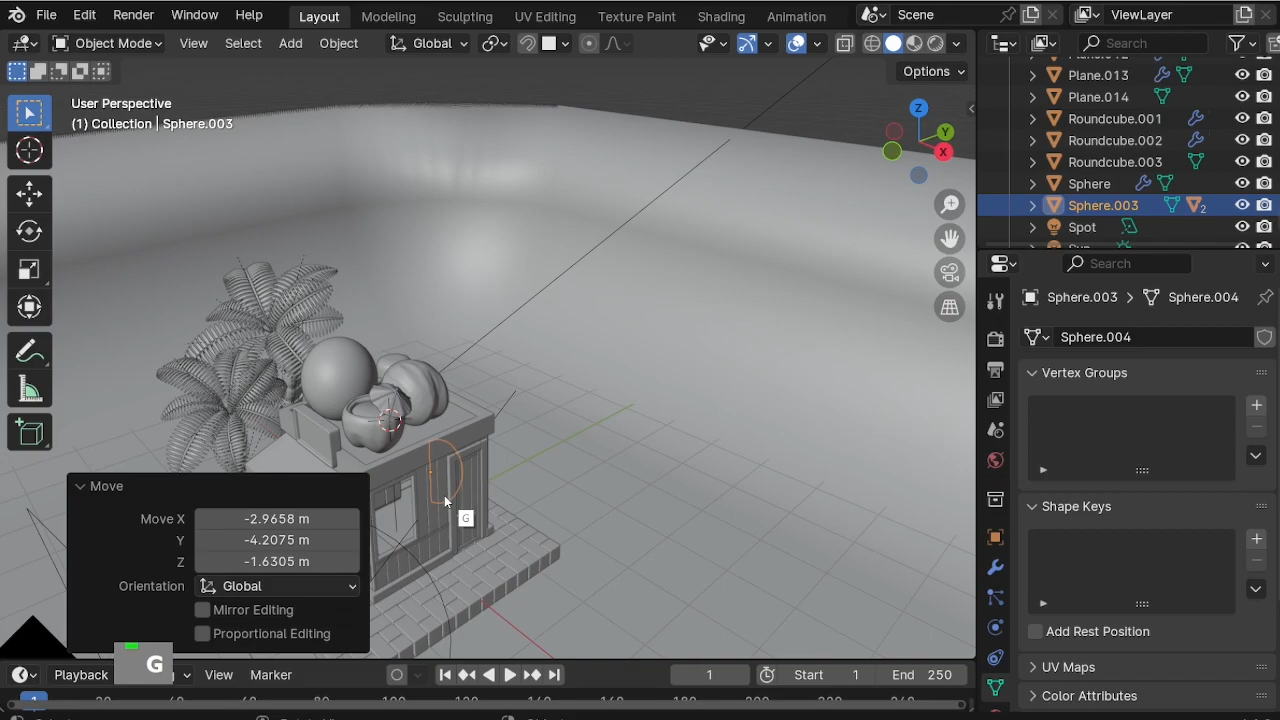 File Edit Render Window Help Layout Modeling Sculpting UV Editing Texture Paint Shading Animation Scene ViewLayer
Object Mode View Select Add Object Global Search
Options
User Perspective
(1) Collection | Sphere.003
Z
Y
X
Plane.013
Plane.014
Roundcube.001
Roundcube.002
Roundcube.003
Sphere
Sphere.003 2
Spot
Search
Sphere.003 Sphere.004
Sphere.004
Vertex Groups
Shape Keys
Add Rest Position
UV Maps
Color Attributes
Move
Move X -2.9658 m
Y -4.2075 m
Z -1.6305 m
Orientation Global
Mirror Editing
Proportional Editing
G
G
Playback View Marker 1 Start 1 End 250
1